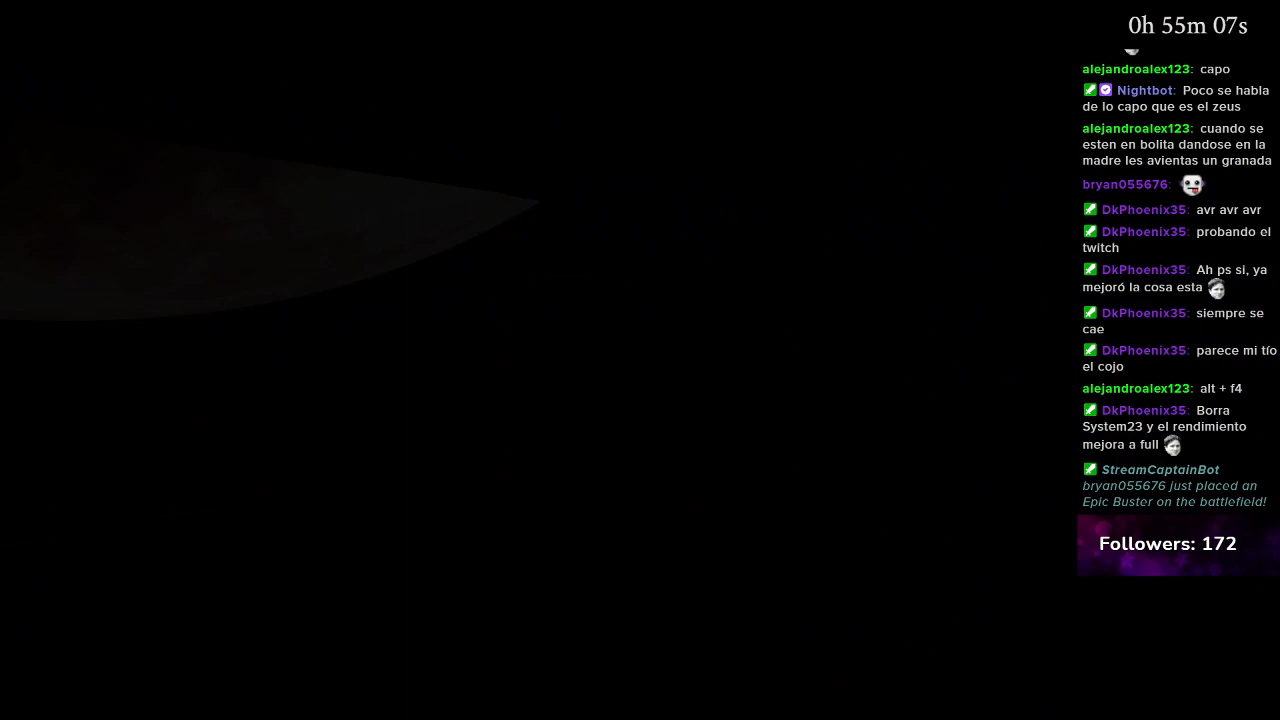 0h 55m 07s
alejandroalex123: capo
Nightbot: Poco se habla
de lo capo que es el zeus
alejandroalex123: cuando se
esten en bolita dandose en la
madre les avientas un granada
bryan055676:
DkPhoenix35: avr avr avr
DkPhoenix35: probando el
twitch
DkPhoenix35: Ah ps si, ya
mejoró la cosa esta
DkPhoenix35: siempre se
cae
DkPhoenix35: parece mi tío
el cojo
alejandroalex123: alt + f4
DkPhoenix35: Borra
System23 y el rendimiento
mejora a full
StreamCaptainBot
bryan055676 just placed an
Epic Buster on the battlefield!
Followers: 172